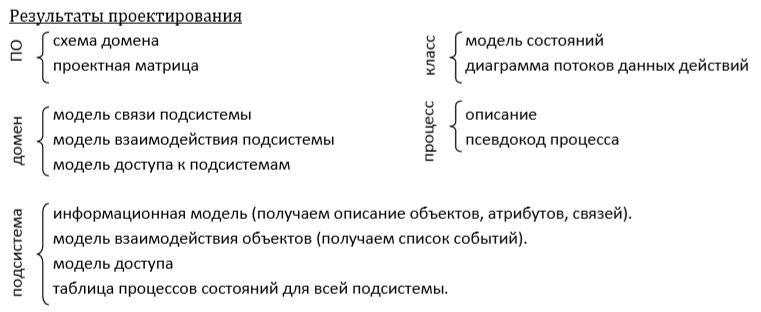 Результаты проектирования
ПО
схема домена
проектная матрица
класс
модель состояний
диаграмма потоков данных действий
домен
модель связи подсистемы
модель взаимодействия подсистемы
модель доступа к подсистемам
процесс
описание
псевдокод процесса
подсистема
информационная модель (получаем описание объектов, атрибутов, связей).
модель взаимодействия объектов (получаем список событий).
модель доступа
таблица процессов состояний для всей подсистемы.